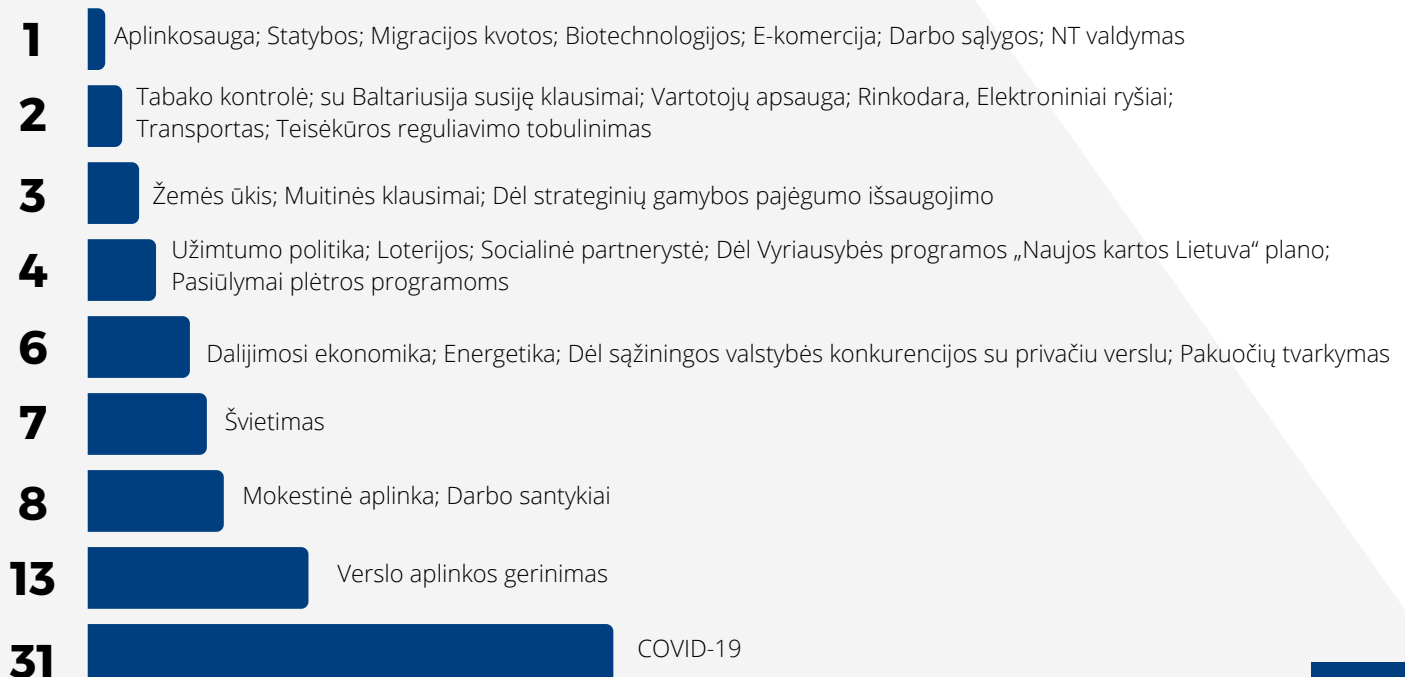 1
Aplinkosauga; Statybos; Migracijos kvotos; Biotechnologijos; E-komercija; Darbo sąlygos; NT valdymas
2
Tabako kontrolė; su Baltariusija susiję klausimai; Vartotojų apsauga; Rinkodara, Elektroniniai ryšiai;
Transportas; Teisėkūros reguliavimo tobulinimas
3
Žemės ūkis; Muitinės klausimai; Dėl strateginių gamybos pajėgumo išsaugojimo
4
Užimtumo politika; Loterijos; Socialinė partnerystė; Dėl Vyriausybės programos „Naujos kartos Lietuva“ plano;
Pasiūlymai plėtros programoms
6
Dalijimosi ekonomika; Energetika; Dėl sąžiningos valstybės konkurencijos su privačiu verslu; Pakuočių tvarkymas
7
Švietimas
8
Mokestinė aplinka; Darbo santykiai
13
Verslo aplinkos gerinimas
31
COVID-19